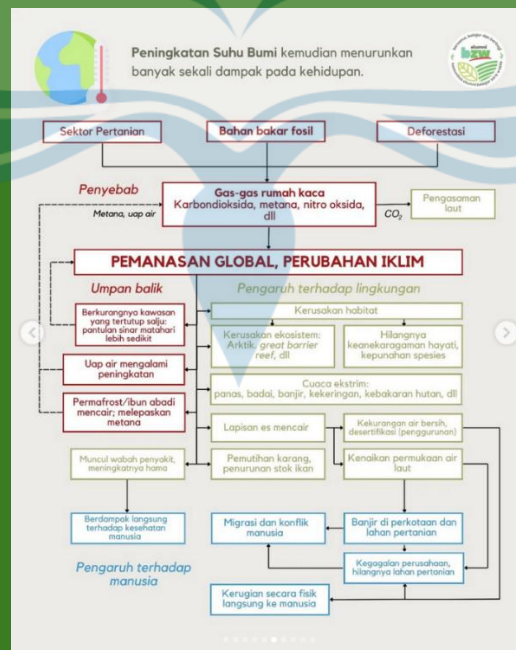 Peningkatan Suhu Bumi kemudian menurunkan
banyak sekali dampak pada kehidupan.
bzw
Sektor Pertanian
Bahan bakar fosil
Deforestasi
Penyebab
Metana, uap air
Gas-gas rumah kaca
Karbondioksida, metana, nitro oksida,
dll
CO2
Pengasaman
laut
PEMANASAN GLOBAL, PERUBAHAN IKLIM
Umpan balik
Pengaruh terhadap lingkungan
Berkurangnya kawasan
yang tertutup salju:
pantulan sinar matahari
lebih sedikit
Kerusakan habitat
Kerusakan ekosistem:
Arktik, great barrier
reef, dll
Hilangnya
keanekaragaman hayati,
kepunahan spesies
Uap air mengalami
peningkatan
Cuaca ekstrim:
panas, badai, banjir, kekeringan, kebakaran hutan, dll
Permafrost/ibun abadi
mencair; melepaskan
metana
Lapisan es mencair
Kekurangan air bersih,
desertifikasi (penggurunan)
Muncul wabah penyakit,
meningkatnya hama
Pemutihan karang,
penurunan stok ikan
Kenaikan permukaan air
laut
Berdampak langsung
terhadap kesehatan
manusia
Migrasi dan konflik
manusia
Banjir di perkotaan dan
lahan pertanian
Pengaruh terhadap
manusia
Kegagalan perusahaan,
hilangnya lahan pertanian
Kerugian secara fisik
langsung ke manusia